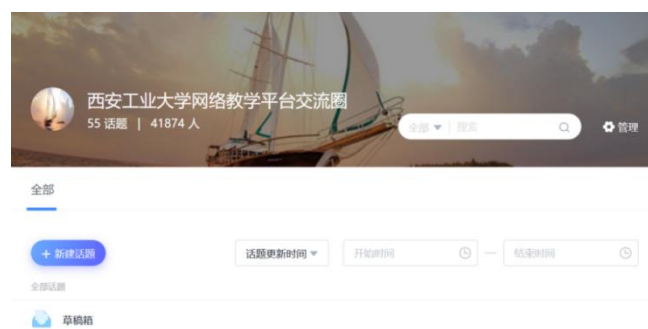 西安工业大学网络教学平台交流圈
55 话题 | 41874 人
全部 搜索 管理
全部
+ 新建话题 话题更新时间 开始时间 — 结束时间
全部话题
草稿箱